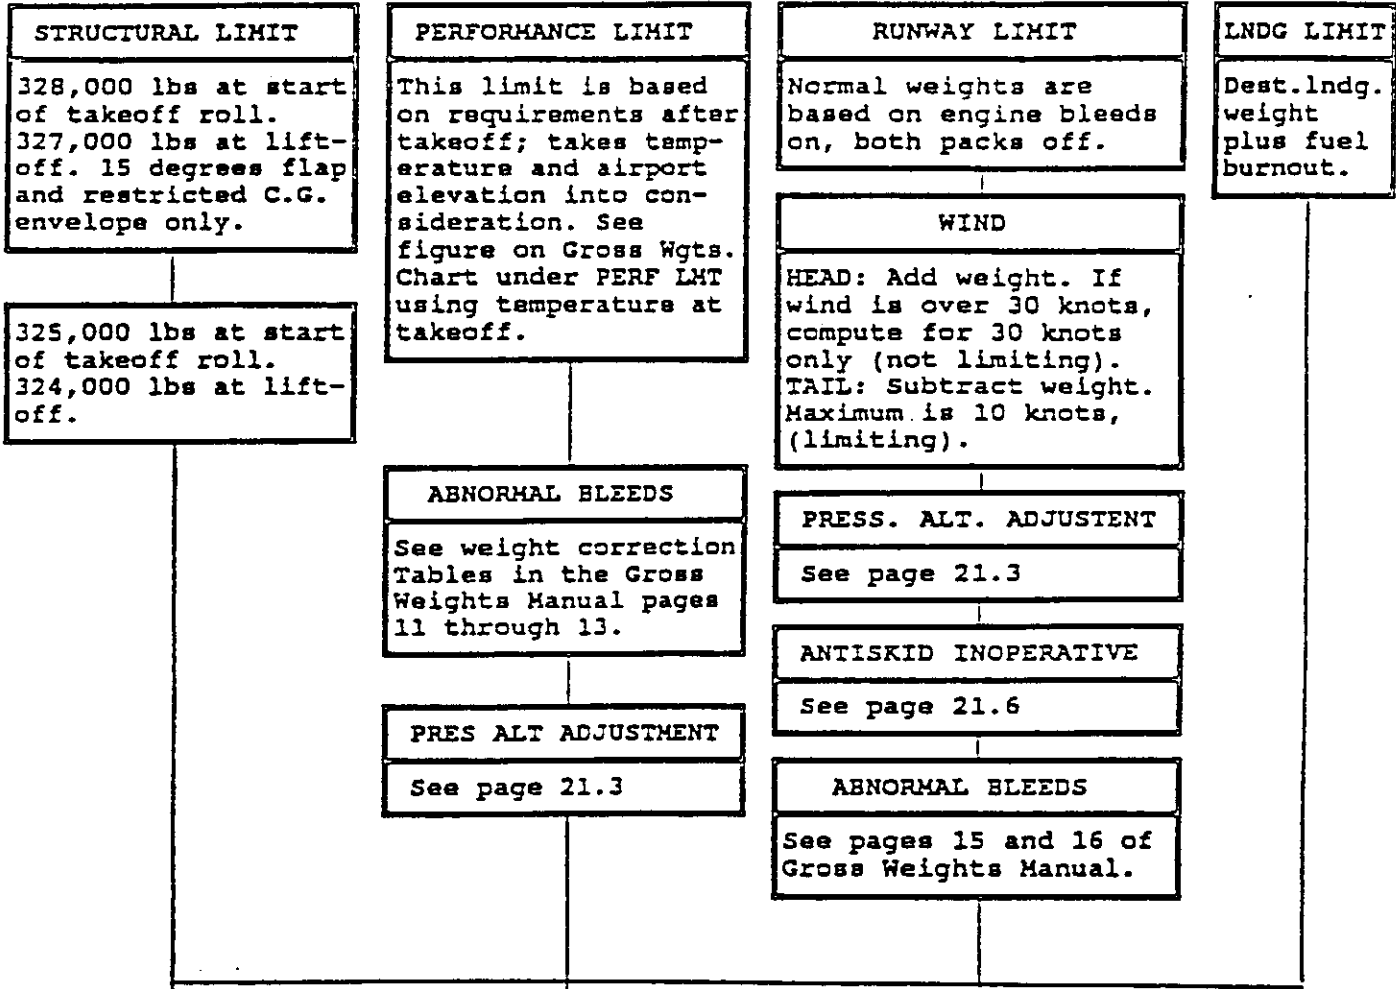 STRUCTURAL LIMIT
328,000 lbs at start
of takeoff roll.
327,000 lbs at lift-
off. 15 degrees flap
and restricted C.G.
envelope only.
325,000 lbs at start
of takeoff roll.
324,000 lbs at lift-
off.
PERFORMANCE LIMIT
This limit is based
on requirements after
takeoff; takes temp-
erature and airport
elevation into con-
sideration. See
figure on Gross Wgts.
Chart under PERF LMT
using temperature at
takeoff.
ABNORMAL BLEEDS
See weight correction
Tables in the Gross
Weights Manual pages
11 through 13.
PRES ALT ADJUSTMENT
See page 21.3
RUNWAY LIMIT
Normal weights are
based on engine bleeds
on, both packs off.
WIND
HEAD: Add weight. If
wind is over 30 knots,
compute for 30 knots
only (not limiting).
TAIL: Subtract weight.
Maximum is 10 knots,
(limiting).
PRESS. ALT. ADJUSTENT
See page 21.3
ANTISKID INOPERATIVE
See page 21.6
ABNORMAL BLEEDS
See pages 15 and 16 of
Gross Weights Manual.
LNDG LIMIT
Dest.lndg.
weight
plus fuel
burnout.